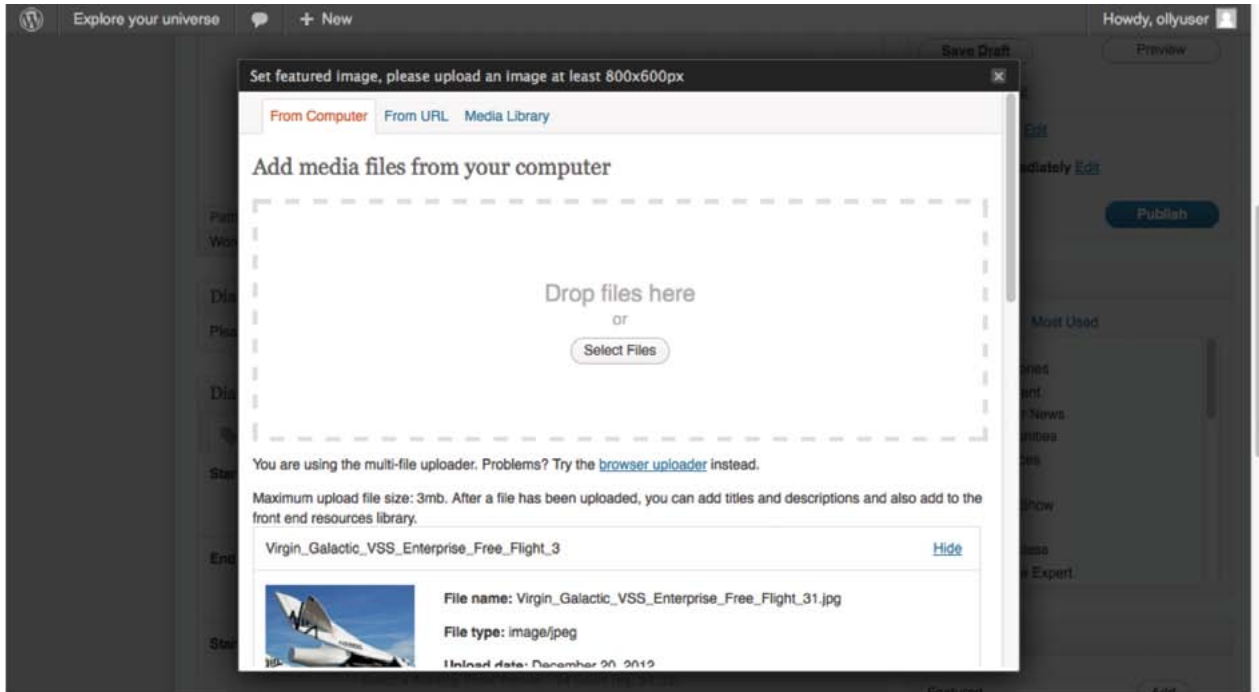 Explore your universe
+ New
Howdy, ollyuser
Save Draft
Preview
Set featured image, please upload an image at least 800x600px
From Computer From URL Media Library
Edit
Add media files from your computer
Edit
Publish
Drop files here
or
Most Used
Select Files
News
You are using the multi-file uploader. Problems? Try the browser uploader instead.
Maximum upload file size: 3mb. After a file has been uploaded, you can add titles and descriptions and also add to the
front end resources library.
Virgin_Galactic_VSS_Enterprise_Free_Flight_3
Hide
Expert
File name: Virgin_Galactic_VSS_Enterprise_Free_Flight_31.jpg
File type: image/jpeg
Upload date: December 20, 2012
Featured
Add